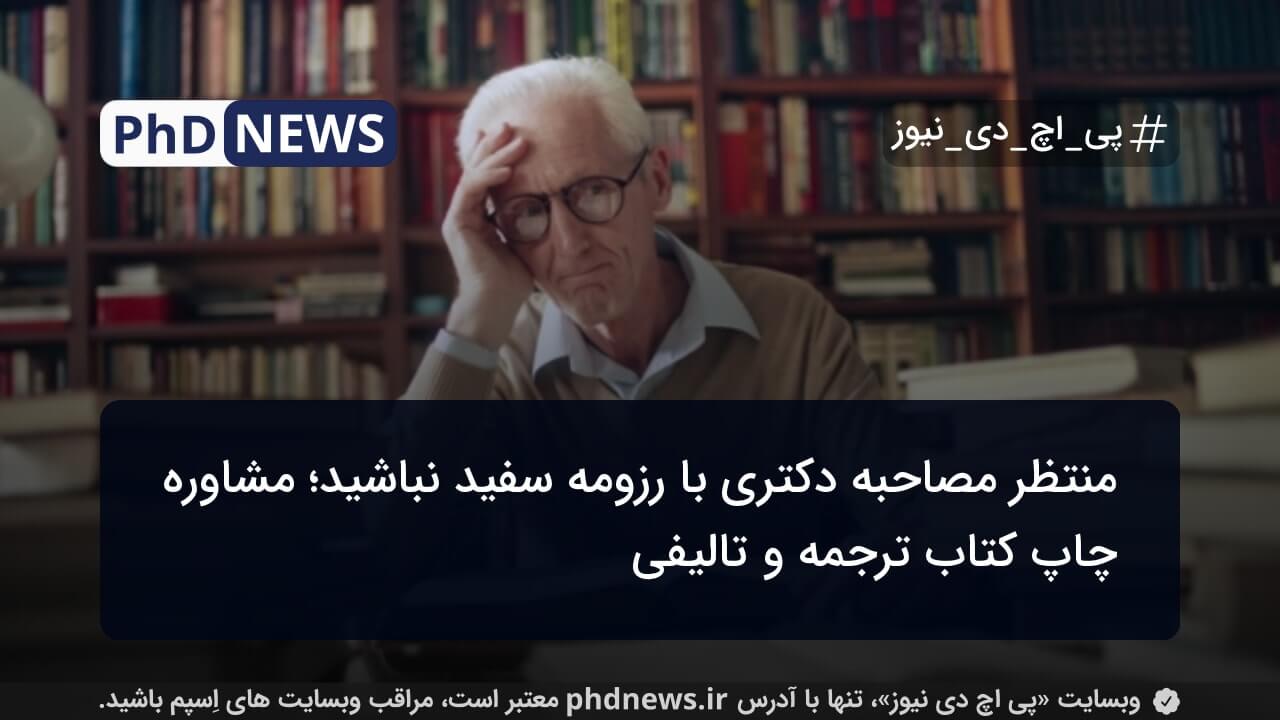 PhD NEWS
#پی_اچ_دی_نیوز
منتظر مصاحبه دکتری با رزومه سفید نباشید؛ مشاوره
چاپ کتاب ترجمه و تالیفی
وبسایت «پی اچ دی نیوز»، تنها با آدرس phdnews.ir معتبر است، مراقب وبسایت های اِسپم باشید.